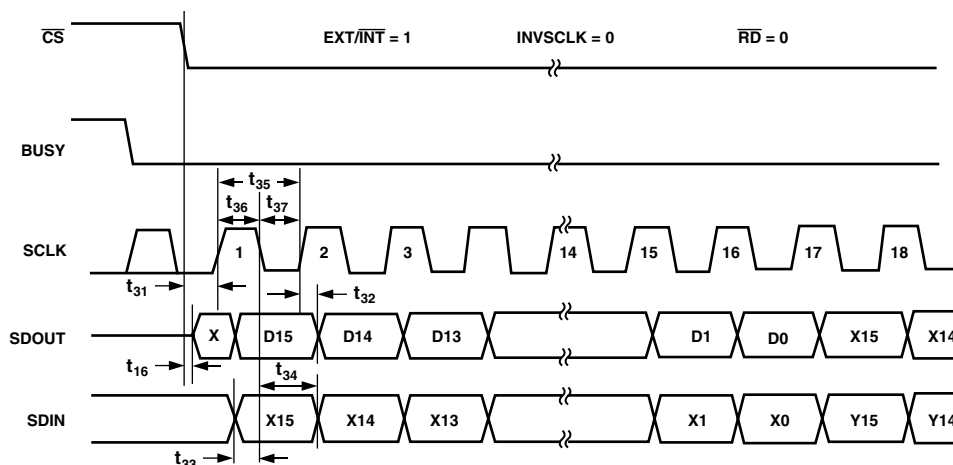 CS EXT/INT = 1 INVSCLK = 0 RD = 0
BUSY
t35
t36 t37
SCLK 1 2 3 14 15 16 17 18
t31 t32
SDOUT X D15 D14 D13 D1 D0 X15 X14
t16 t34
SDIN X15 X14 X13 X1 X0 Y15 Y14
t33